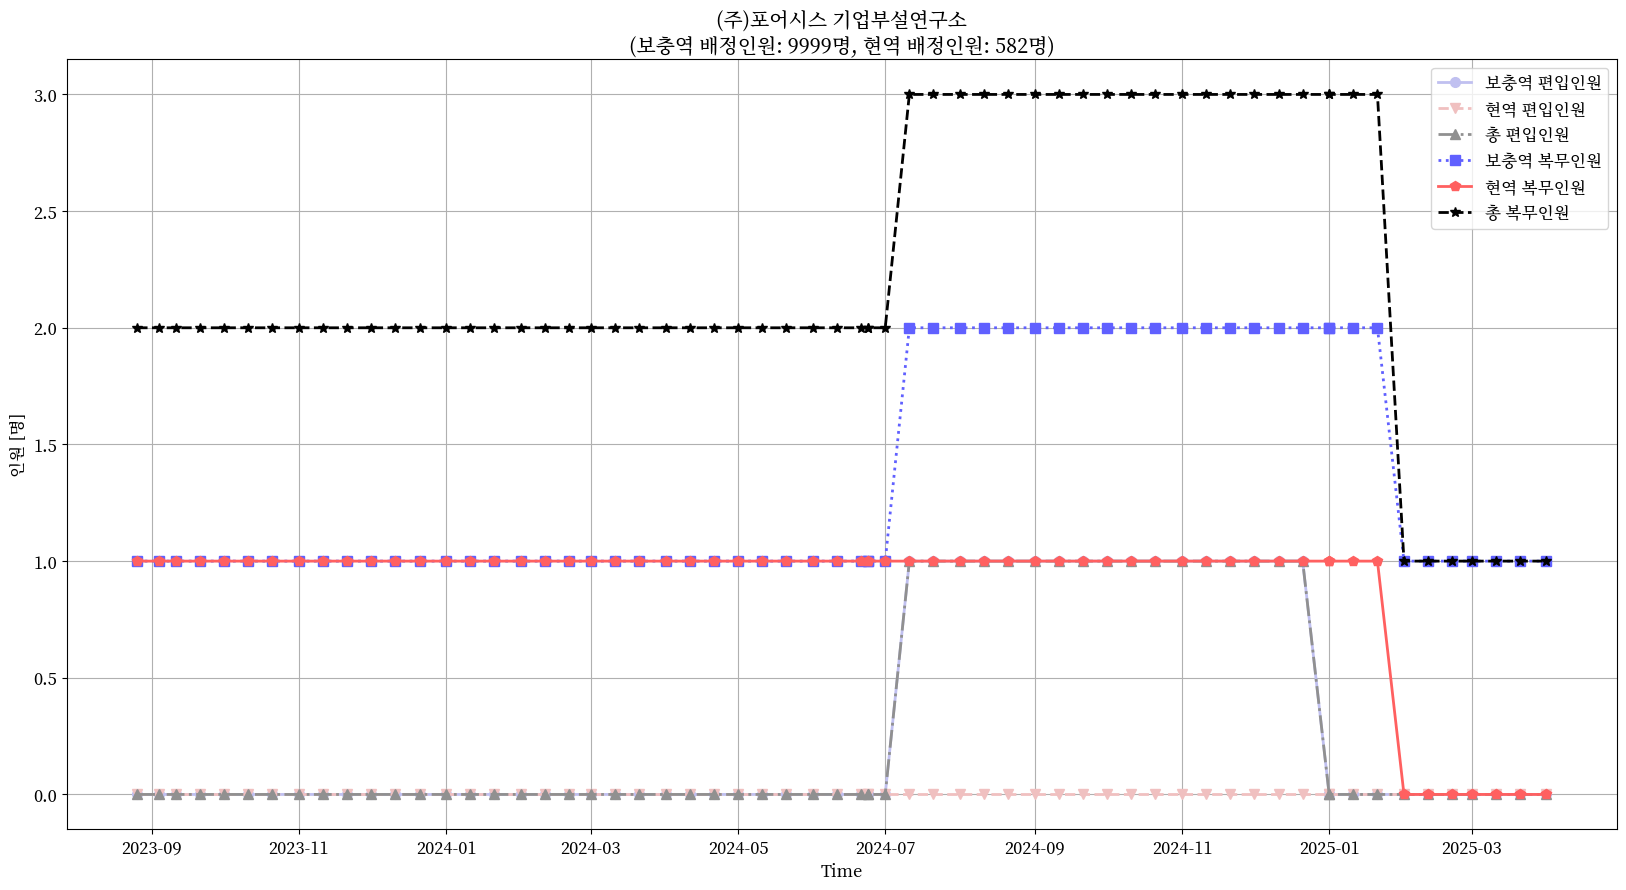 (주)포어시스 기업부설연구소
(보충역 배정인원: 9999명, 현역 배정인원: 582명)
인원 [명]
3.0
2.5
2.0
1.5
1.0
0.5
0.0
보충역 편입인원
현역 편입인원
총 편입인원
보충역 복무인원
현역 복무인원
총 복무인원
2023-09
2023-11
2024-01
2024-03
2024-05
2024-07
2024-09
2024-11
2025-01
2025-03
Time